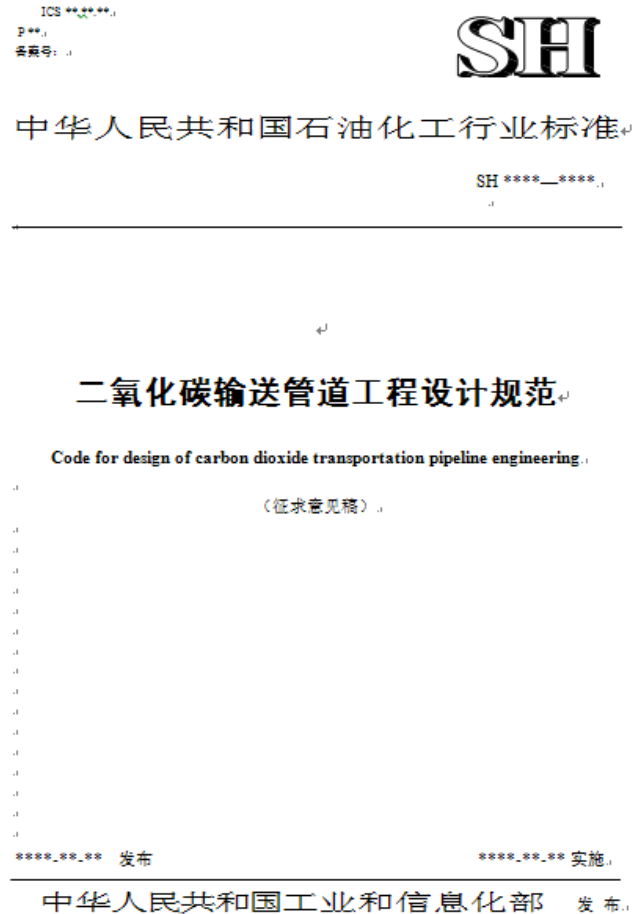 ICS **.**.**.
P **.
备案号：
SH
中华人民共和国石油化工行业标准
SH ****—****
二氧化碳输送管道工程设计规范
Code for design of carbon dioxide transportation pipeline engineering
（征求意见稿）
****-**-** 发布 ****-**-** 实施
中华人民共和国工业和信息化部 发 布